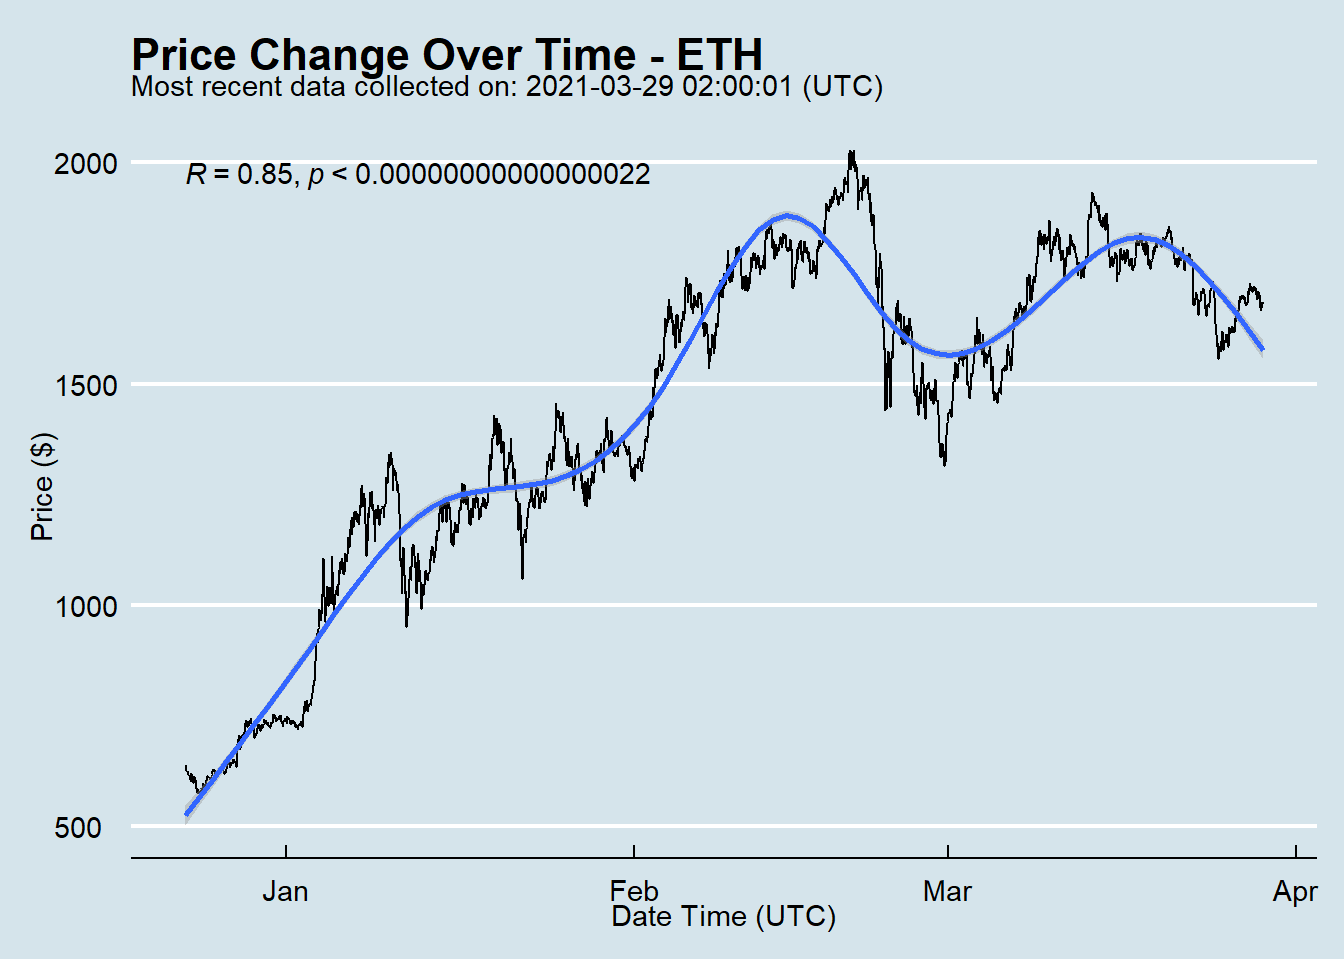 Price Change Over Time - ETH
Most recent data collected on: 2021-03-29 02:00:01 (UTC)
R = 0.85, p < 0.00000000000000022
2000
1500
1000
500
Price ($)
Jan Feb Mar Apr
Date Time (UTC)